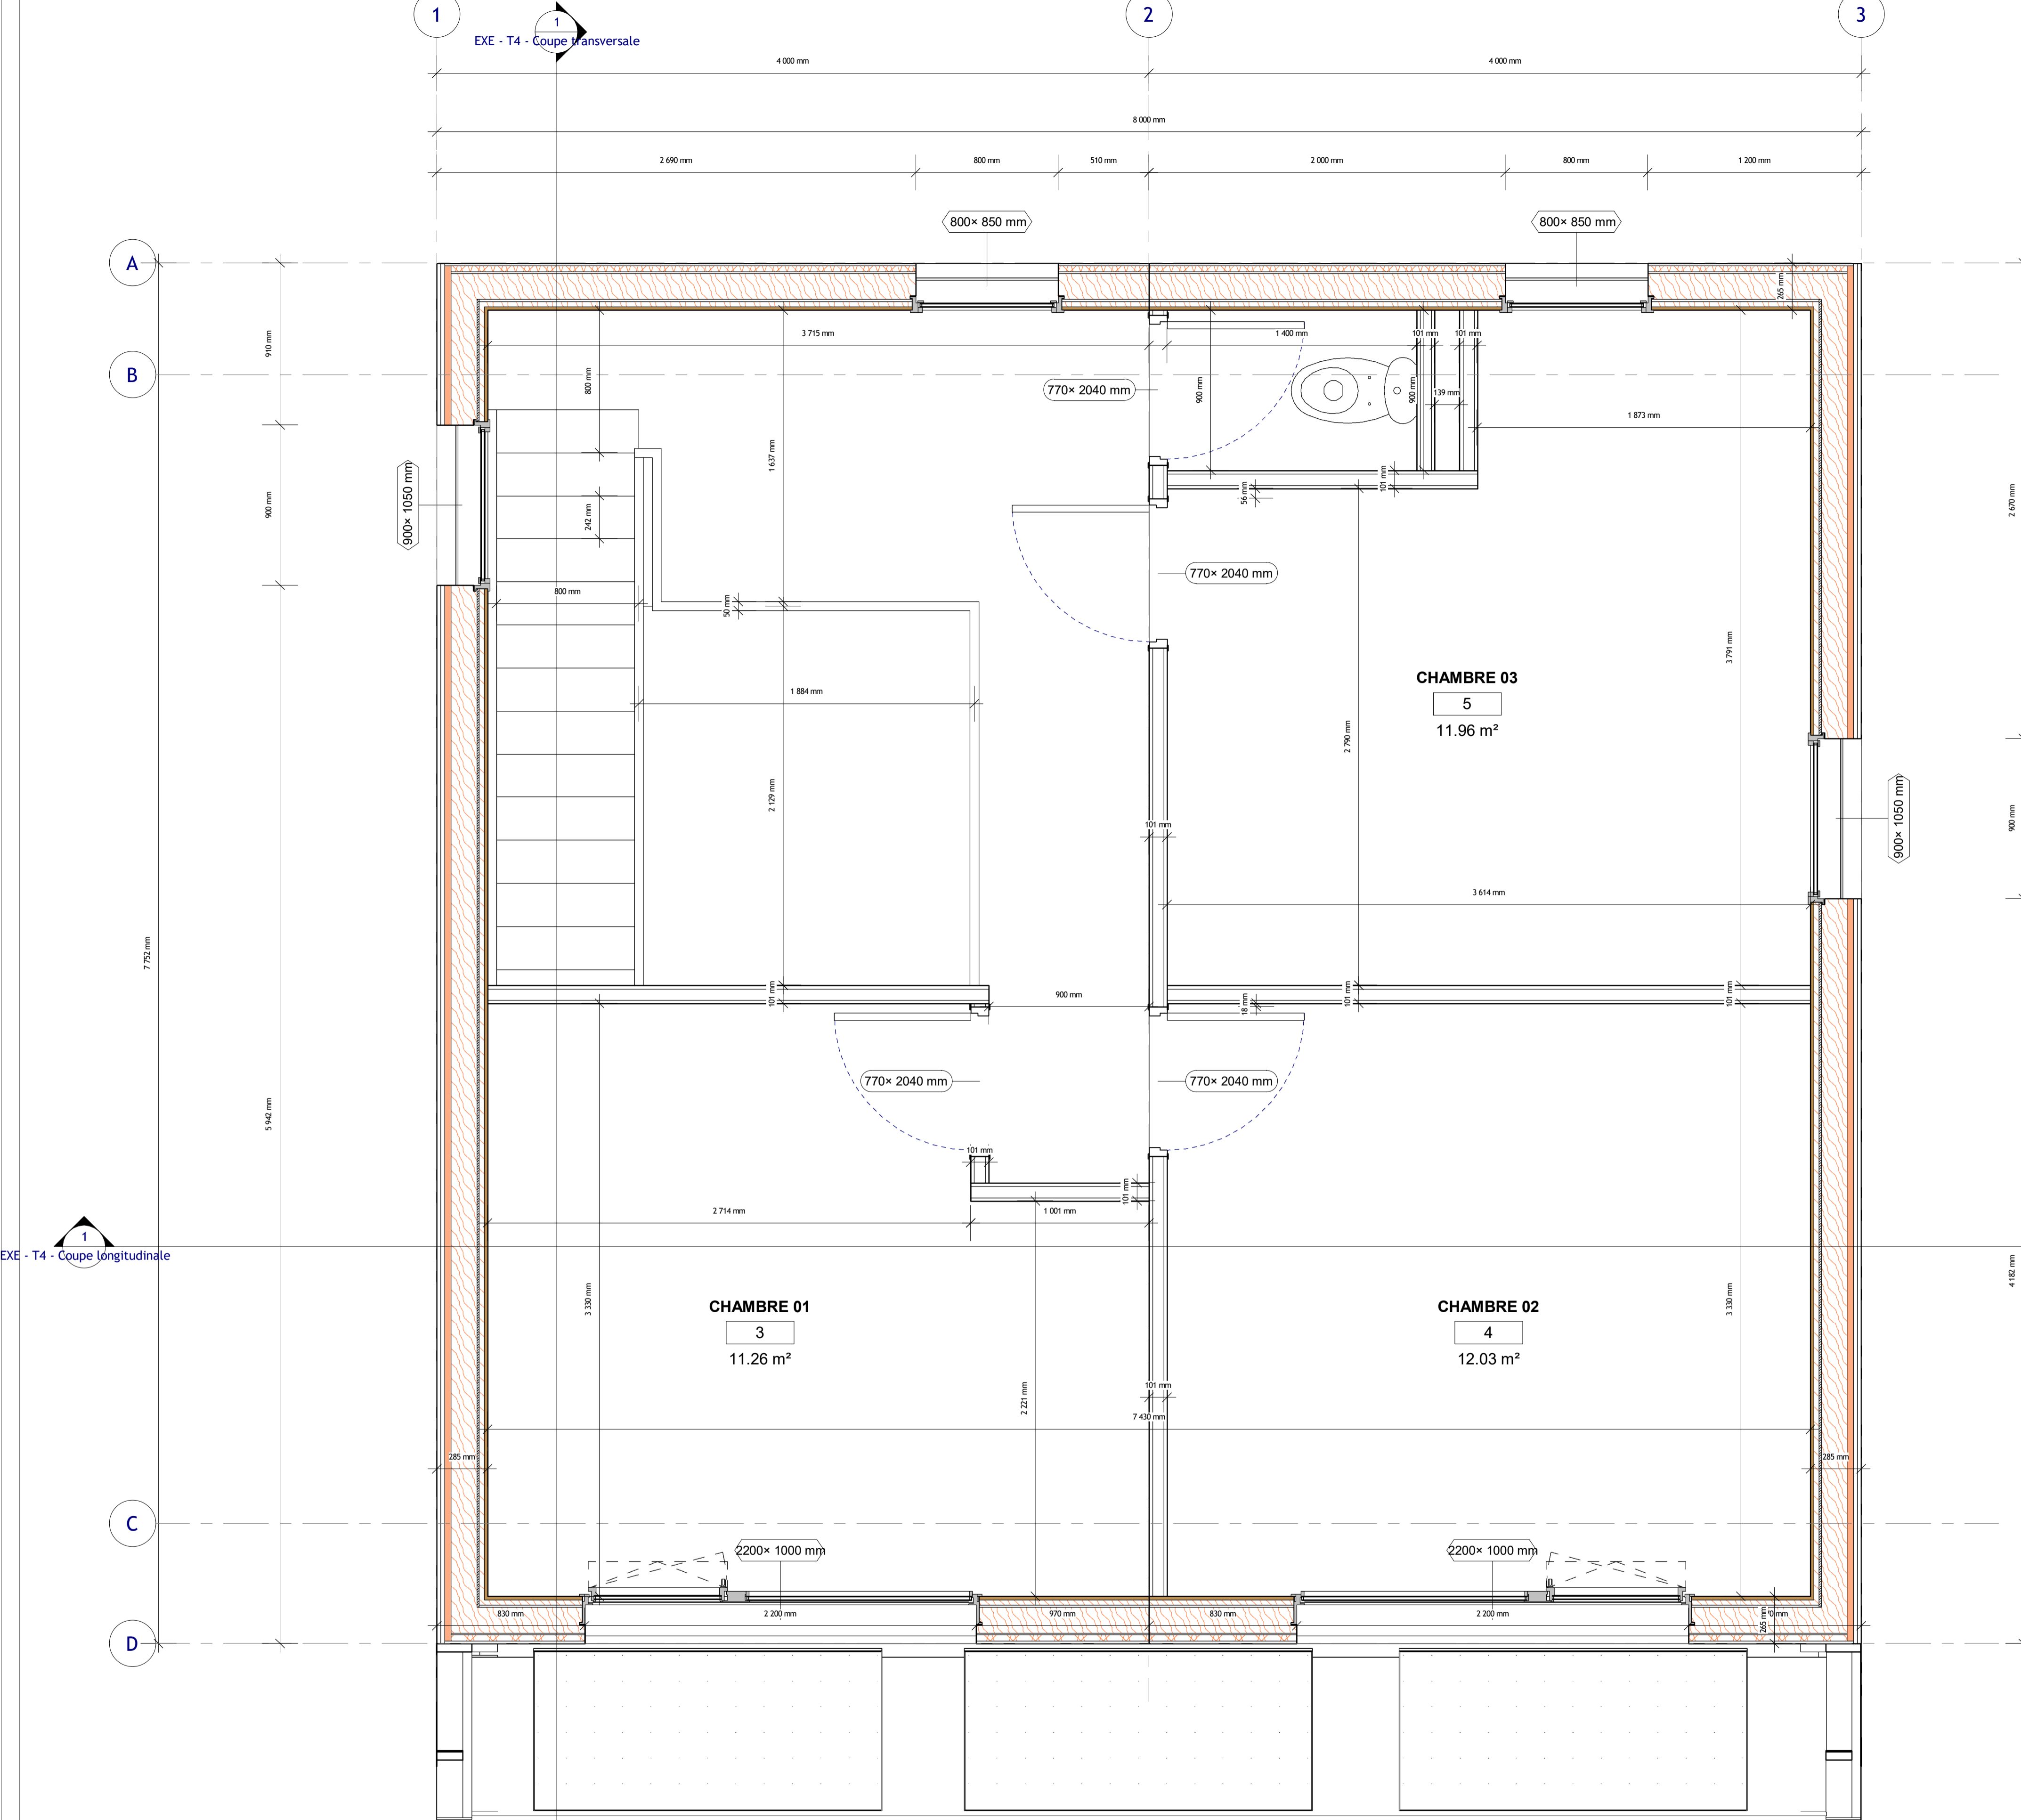 1
1
2
3
EXE - T4 - Coupe transversale
4 000 mm
4 000 mm
8 000 mm
2 690 mm
800 mm
510 mm
2 000 mm
800 mm
1 200 mm
800× 850 mm
800× 850 mm
A
265 mm
910 mm
3 715 mm
1 400 mm
101 mm
101 mm
B
800 mm
770× 2040 mm
900 mm
900 mm
139 mm
1 873 mm
1 637 mm
101 mm
56 mm
900 mm
900× 1050 mm
242 mm
2 670 mm
770× 2040 mm
800 mm
50 mm
3 791 mm
CHAMBRE 03
5
11.96 m²
1 884 mm
2 790 mm
2 129 mm
101 mm
900× 1050 mm
900 mm
3 614 mm
7 752 mm
101 mm
900 mm
18 mm
101 mm
101 mm
770× 2040 mm
770× 2040 mm
5 942 mm
101 mm
101 mm
2 714 mm
1 001 mm
1
EXE - T4 - Coupe longitudinale
4 182 mm
3 330 mm
3 330 mm
CHAMBRE 01
3
11.26 m²
CHAMBRE 02
4
12.03 m²
2 221 mm
101 mm
7 430 mm
285 mm
285 mm
C
2200× 1000 mm
2200× 1000 mm
830 mm
2 200 mm
970 mm
830 mm
2 200 mm
265 mm
D